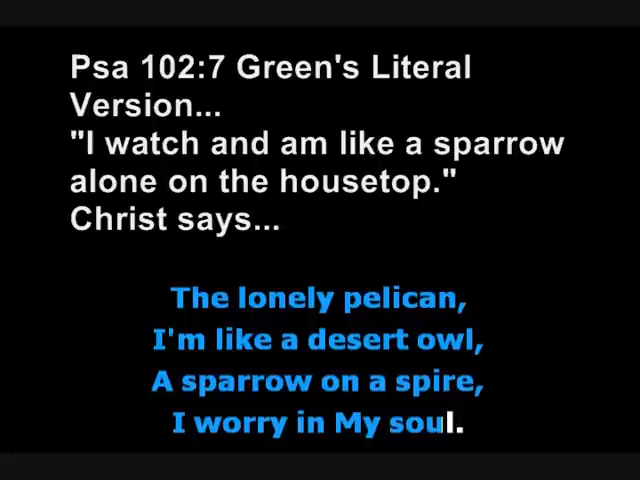 Psa 102:7 Green's Literal
Version...
"I watch and am like a sparrow
alone on the housetop."
Christ says...
The lonely pelican,
I'm like a desert owl,
A sparrow on a spire,
I worry in My soul.